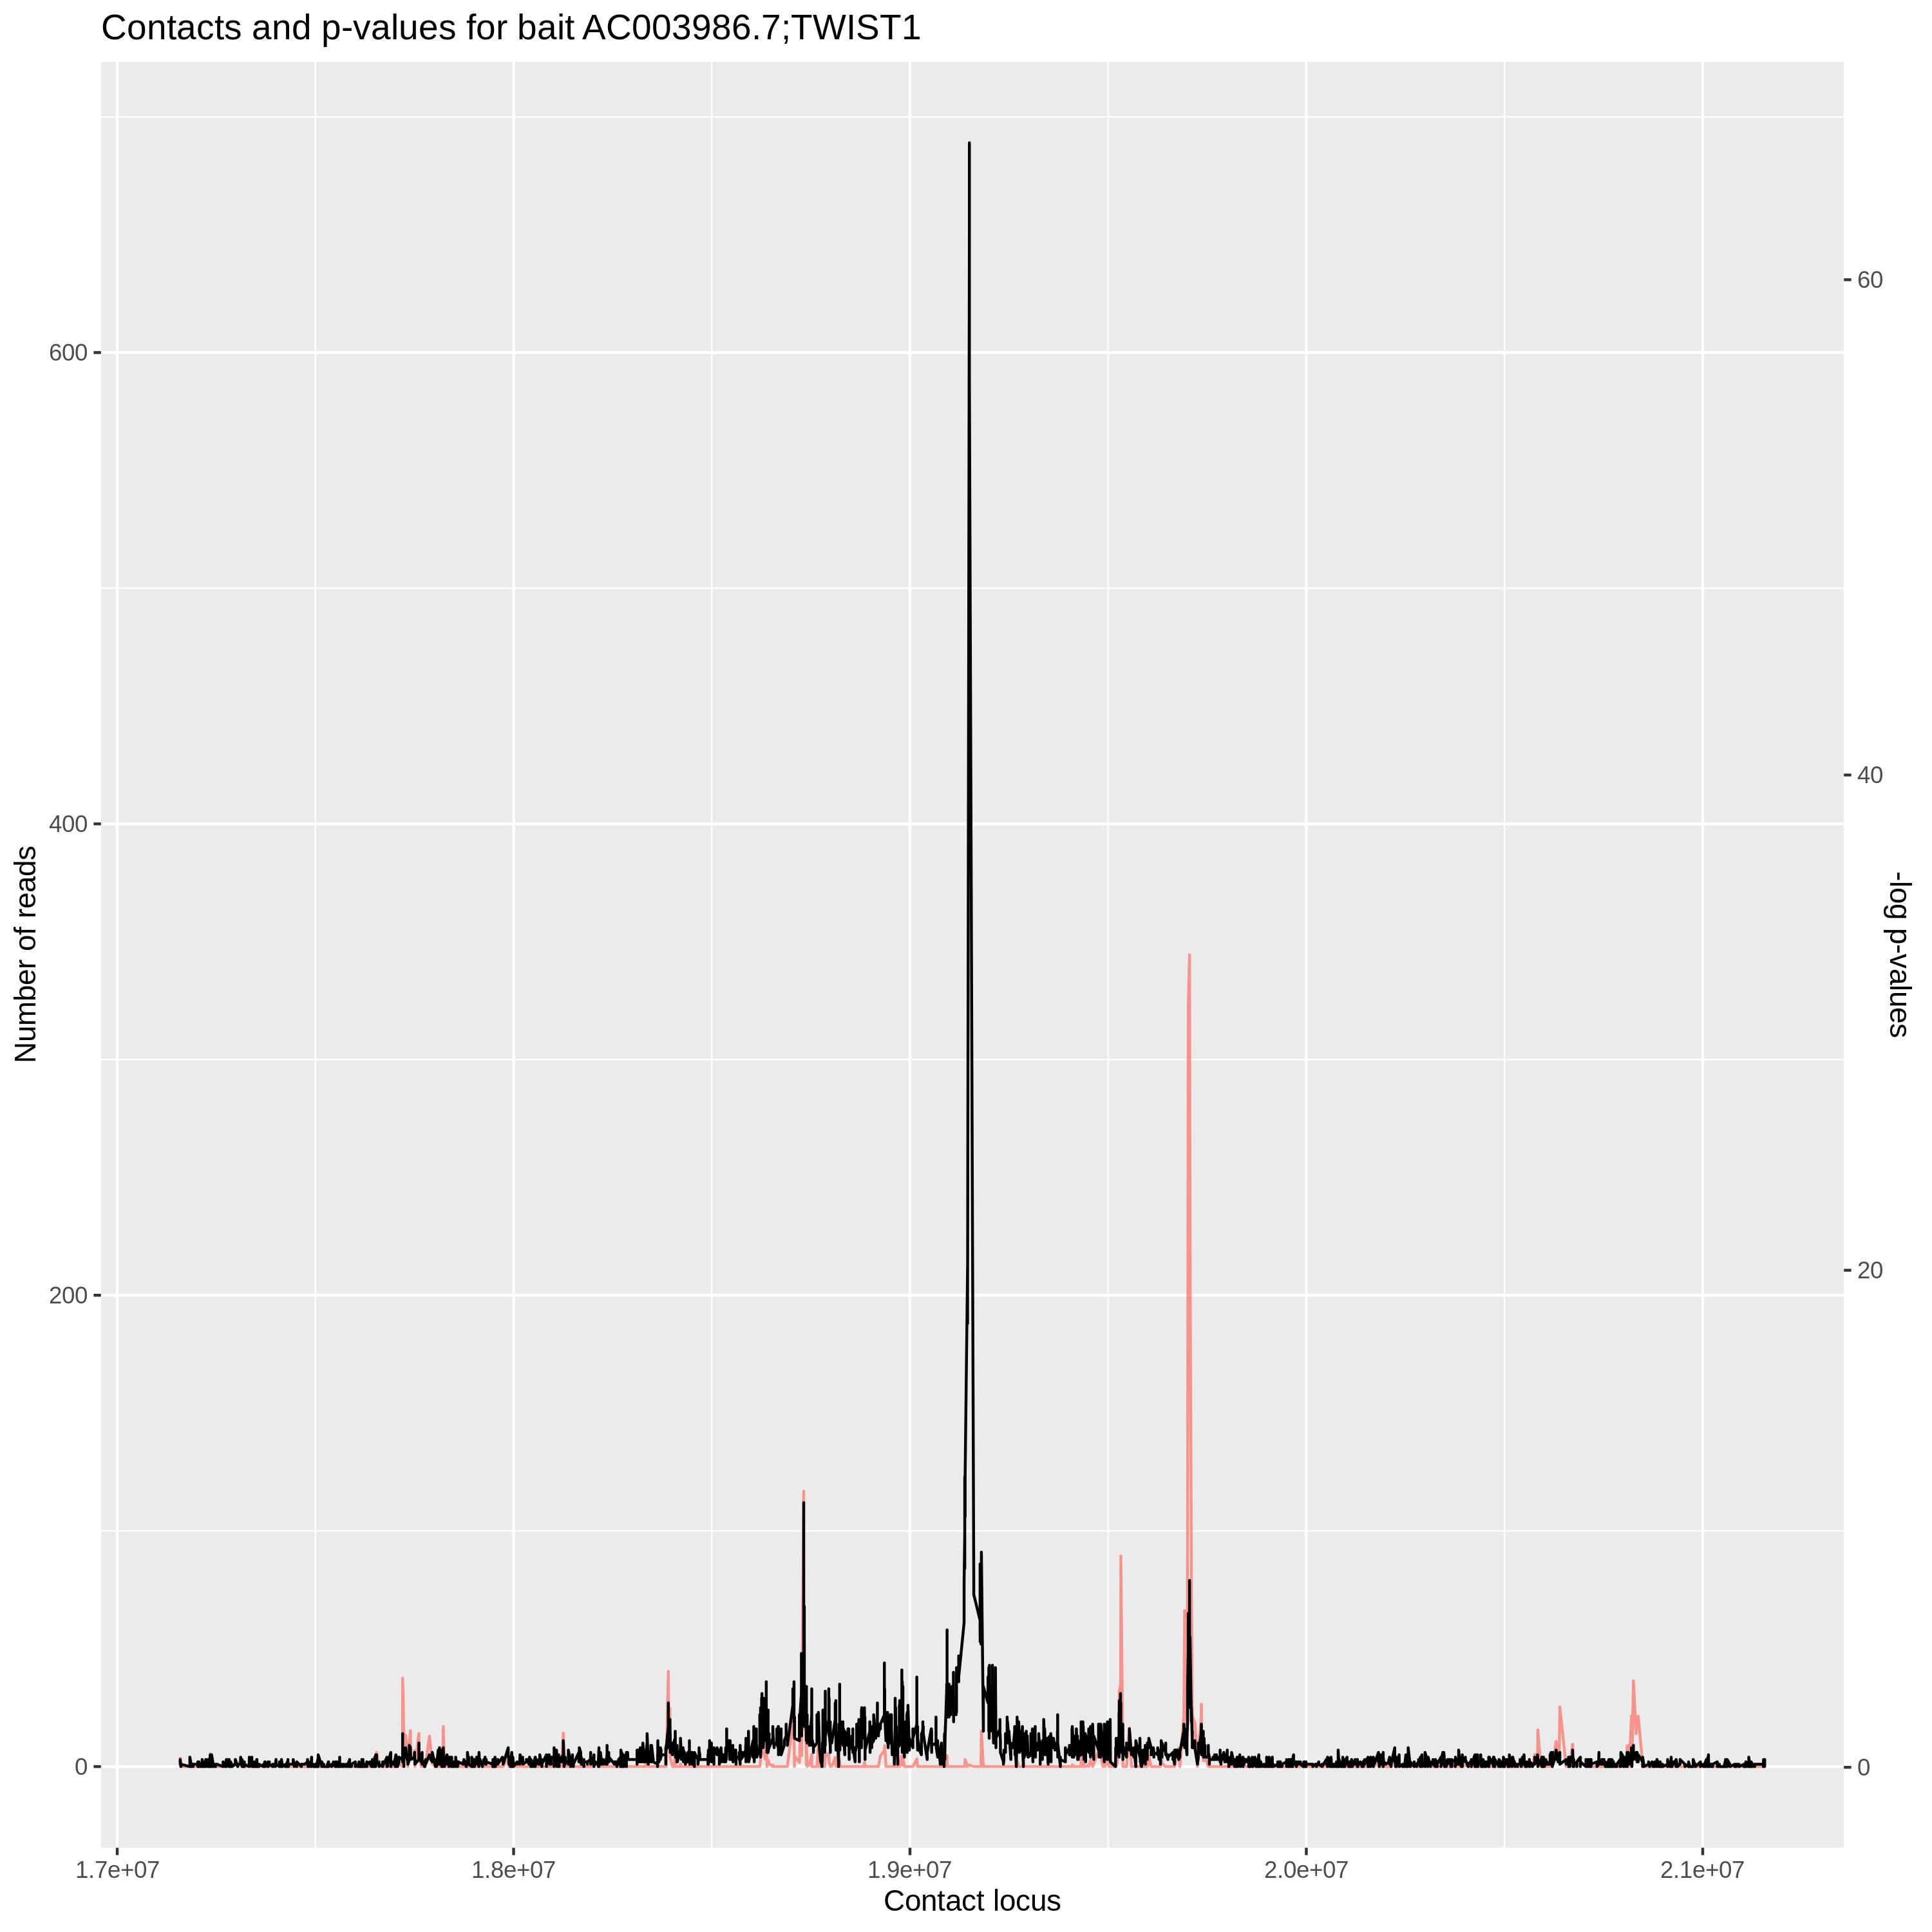 Contacts and p-values for bait AC003986.7;TWIST1
Number of reads
600
400
200
0
60
40
20
0
-log p-values
1.7e+07
1.8e+07
1.9e+07
2.0e+07
2.1e+07
Contact locus